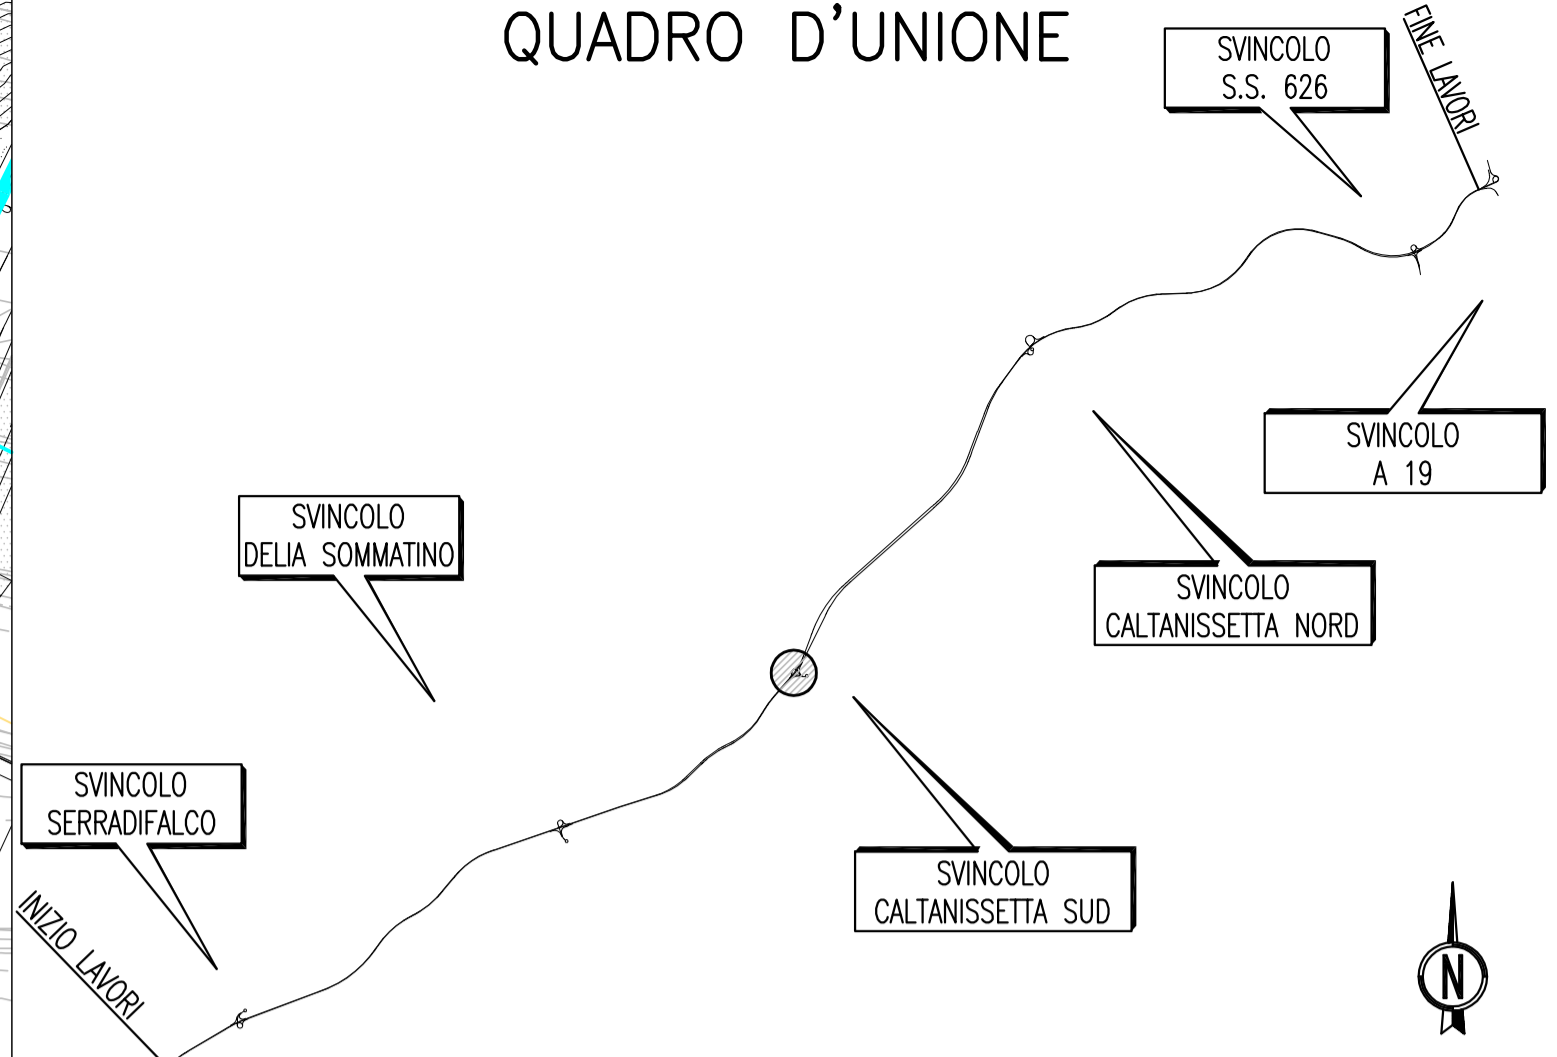 QUADRO D'UNIONE
SVINCOLO
S.S. 626
FINE LAVORI
SVINCOLO
A 19
SVINCOLO
DELIA SOMMATINO
SVINCOLO
CALTANISSETTA NORD
SVINCOLO
SERRADIFALCO
SVINCOLO
CALTANISSETTA SUD
INIZIO LAVORI
N